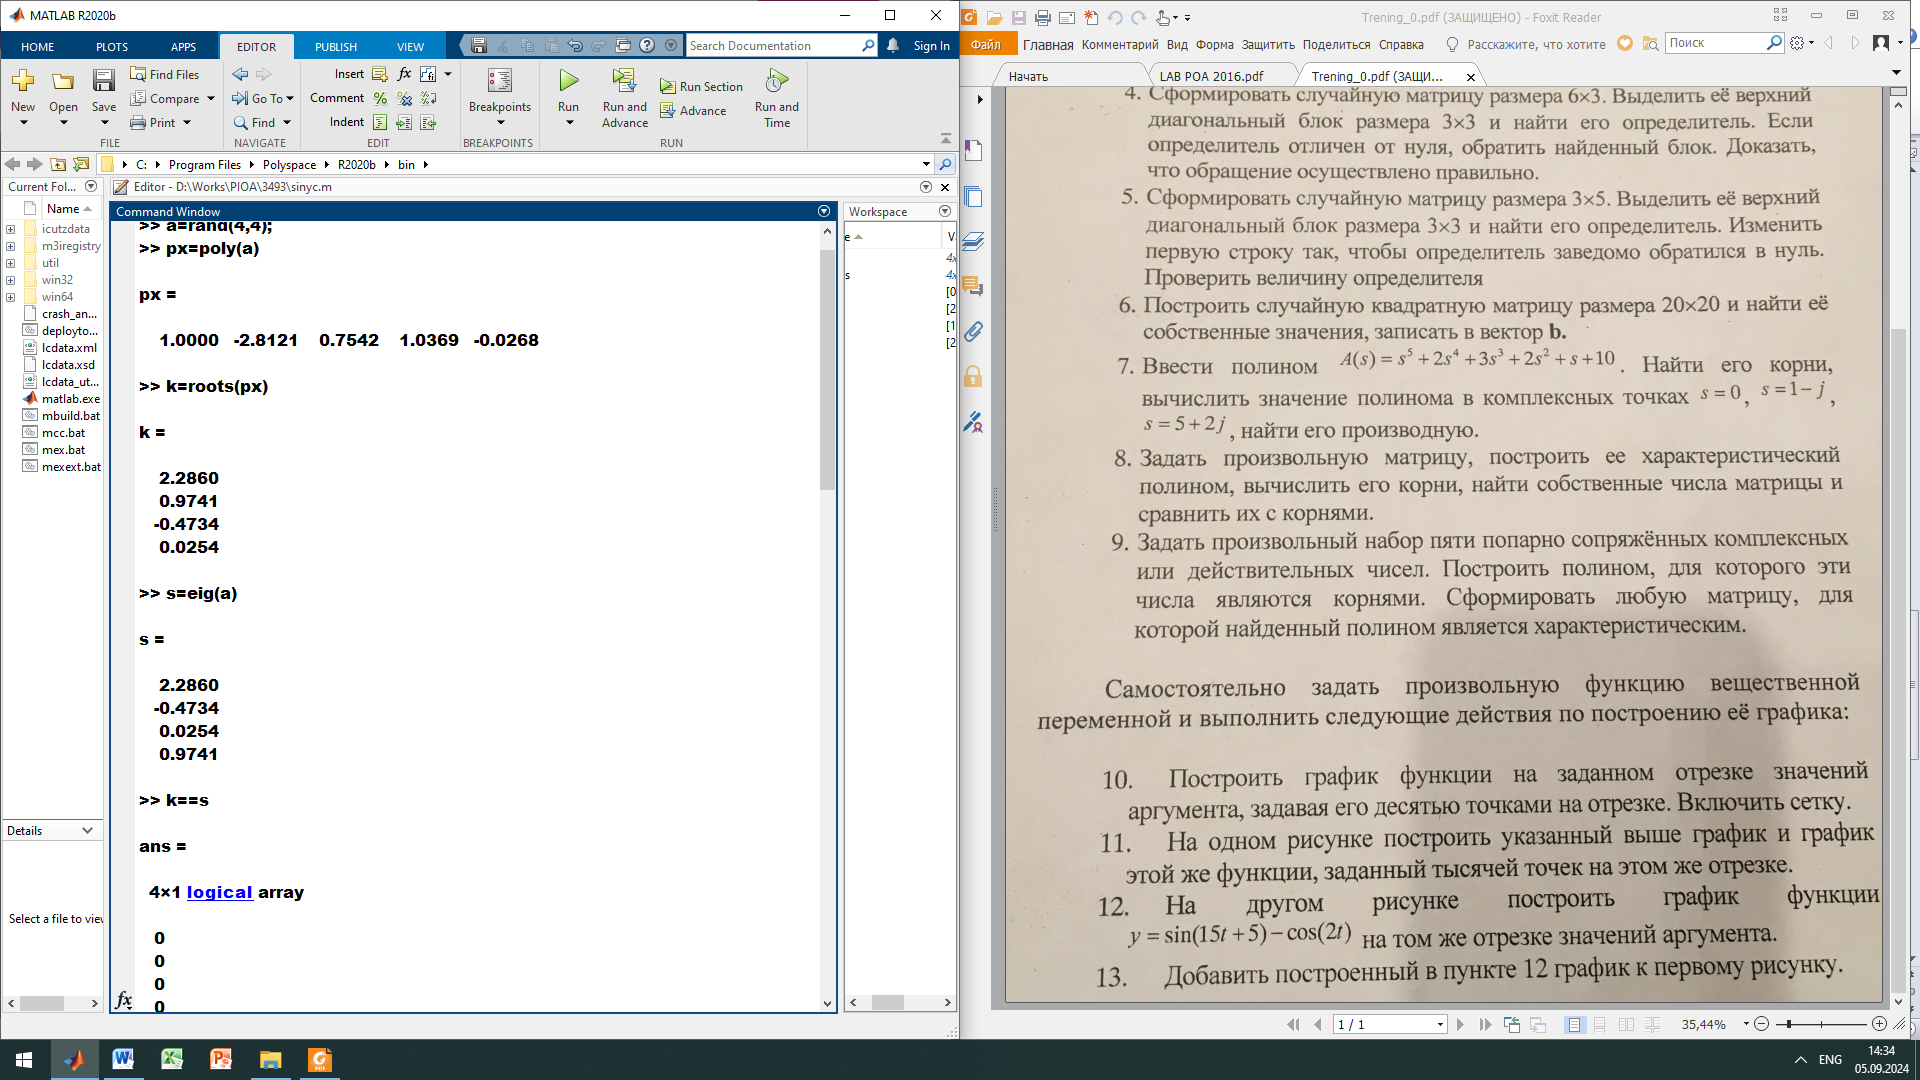 MATLAB R2020b
HOME PLOTS APPS EDITOR PUBLISH VIEW
Search Documentation
Sign In
New Open Save
Find Files
Compare
Print
FILE
Go To
Find
NAVIGATE
Insert
Comment
Indent
EDIT
Breakpoints
BREAKPOINTS
Run
Run and Advance
Run Section
Advance
Run and Time
RUN
C: Program Files Polyspace R2020b bin
Current Fol...
Name
icutzdata
m3iregistry
util
win32
win64
crash_an...
deployto...
lcdata.xml
lcdata.xsd
lcdata_ut...
matlab.exe
mbuild.bat
mcc.bat
mex.bat
mexext.bat
Details
Select a file to view
Editor - D:\Works\PIOA\3493\sinyc.m
Command Window
>> a=rand(4,4);
>> px=poly(a)
px =
1.0000 -2.8121 0.7542 1.0369 -0.0268
>> k=roots(px)
k =
2.2860
0.9741
-0.4734
0.0254
>> s=eig(a)
s =
2.2860
-0.4734
0.0254
0.9741
>> k==s
ans =
4×1 logical array
0
0
0
0
fx
Workspace
e V
4x
s 4x
[0
[2
[1
[2
Trening_0.pdf (ЗАЩИЩЕНО) - Foxit Reader
Файл Главная Комментарий Вид Форма Защитить Поделиться Справка
Расскажите, что хотите
Поиск
Начать
LAB POA 2016.pdf
Trening_0.pdf (ЗАЩИ...
4. Сформировать случайную матрицу размера 6×3. Выделить её верхний
диагональный блок размера 3×3 и найти его определитель. Если
определитель отличен от нуля, обратить найденный блок. Доказать,
что обращение осуществлено правильно.
5. Сформировать случайную матрицу размера 3×5. Выделить её верхний
диагональный блок размера 3×3 и найти его определитель. Изменить
первую строку так, чтобы определитель заведомо обратился в нуль.
Проверить величину определителя
6. Построить случайную квадратную матрицу размера 20×20 и найти её
собственные значения, записать в вектор b.
7. Ввести полином A(s) = s⁵ + 2s⁴ + 3s³ + 2s² + s + 10 . Найти его корни,
вычислить значение полинома в комплексных точках s = 0 , s = 1 − j ,
s = 5 + 2j , найти его производную.
8. Задать произвольную матрицу, построить ее характеристический
полином, вычислить его корни, найти собственные числа матрицы и
сравнить их с корнями.
9. Задать произвольный набор пяти попарно сопряжённых комплексных
или действительных чисел. Построить полином, для которого эти
числа являются корнями. Сформировать любую матрицу, для
которой найденный полином является характеристическим.
Самостоятельно задать произвольную функцию вещественной
переменной и выполнить следующие действия по построению её графика:
10. Построить график функции на заданном отрезке значений
аргумента, задавая его десятью точками на отрезке. Включить сетку.
11. На одном рисунке построить указанный выше график и график
этой же функции, заданный тысячей точек на этом же отрезке.
12. На другом рисунке построить график функции
y = sin(15t + 5) − cos(2t) на том же отрезке значений аргумента.
13. Добавить построенный в пункте 12 график к первому рисунку.
1 / 1
35,44%
ENG
14:34
05.09.2024